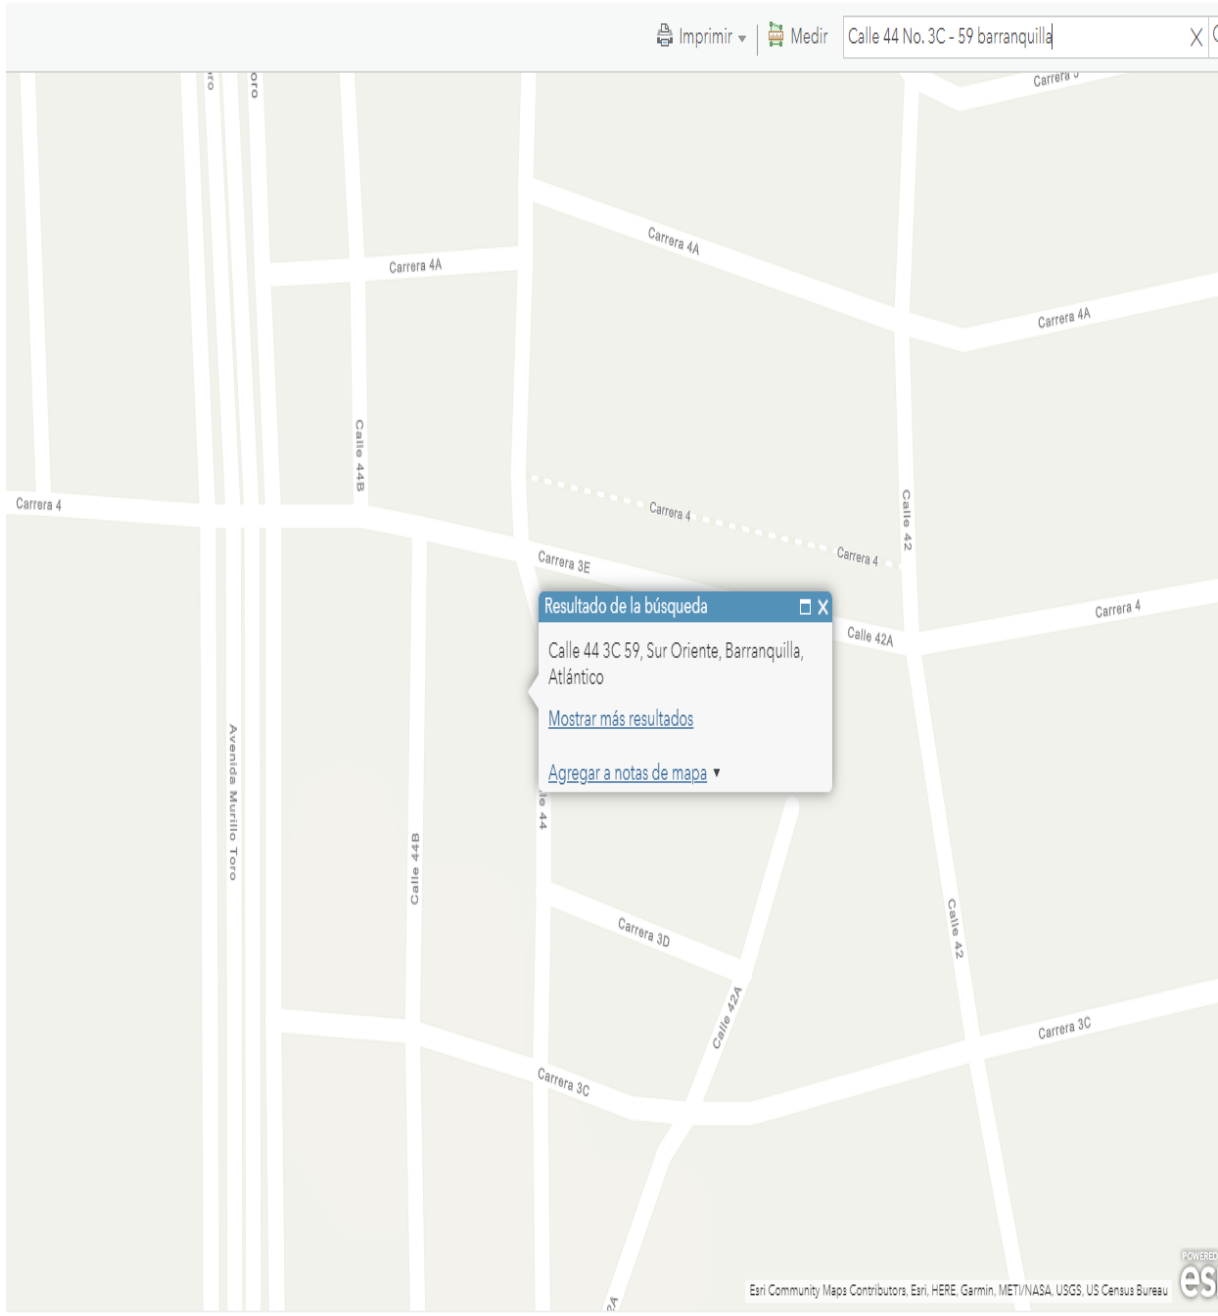 Imprimir
Medir
Calle 44 No. 3C - 59 barranquilla
Carrera 4A
Carrera 4A
Carrera 4A
Calle 44B
Carrera 4
Carrera 4
Calle 42
Carrera 4
Carrera 3E
Resultado de la búsqueda
Calle 44 3C 59, Sur Oriente, Barranquilla,
Atlántico
Mostrar más resultados
Agregar a notas de mapa
Carrera 4
Calle 42A
Avenida Murillo Toro
44
Calle 44B
Carrera 3D
Calle 42
Calle 42A
Carrera 3C
Carrera 3C
Esri Community Maps Contributors, Esri, HERE, Garmin, METI/NASA, USGS, US Census Bureau
POWERED
es